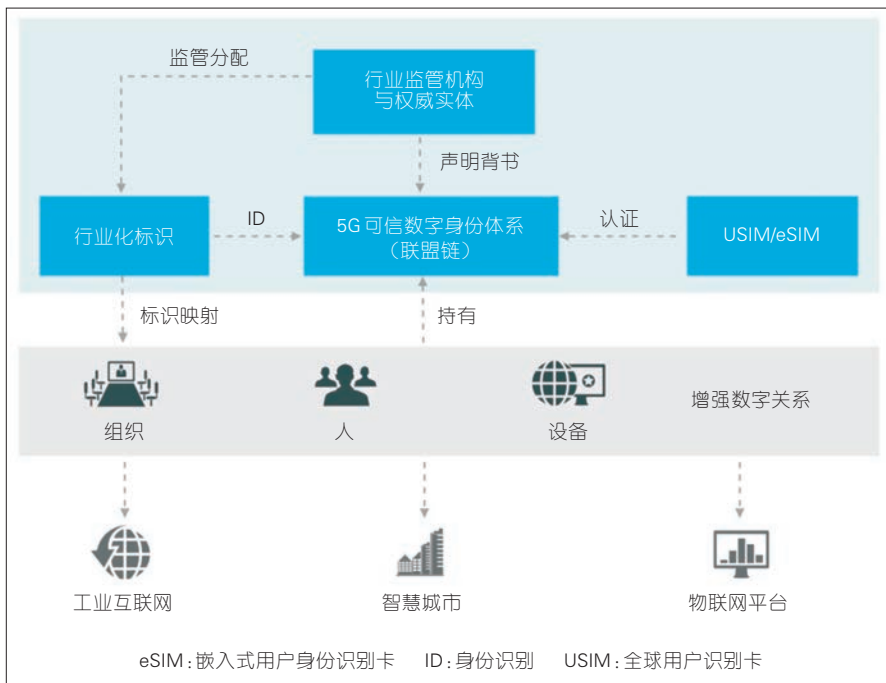 监管分配
行业监管机构
与权威实体
声明背书
行业化标识
ID
5G可信数字身份体系
（联盟链）
认证
USIM/eSIM
标识映射
持有
组织
人
设备
增强数字关系
工业互联网
智慧城市
物联网平台
eSIM：嵌入式用户身份识别卡 ID：身份识别 USIM：全球用户识别卡